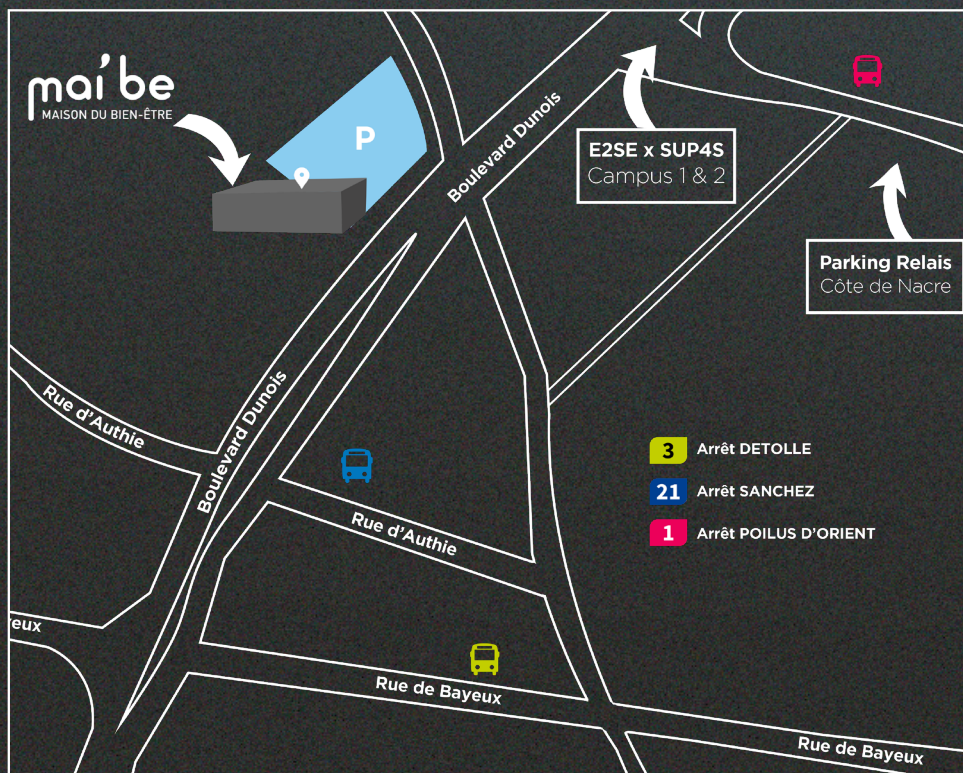 mai'be
MAISON DU BIEN-ÊTRE
P
Boulevard Dunois
E2SE x SUP4S
Campus 1 & 2
Parking Relais
Côte de Nacre
Rue d'Authie
Boulevard Dunois
3 Arrêt DETOLLE
21 Arrêt SANCHEZ
1 Arrêt POILUS D'ORIENT
Rue d'Authie
eux
Rue de Bayeux
Rue de Bayeux